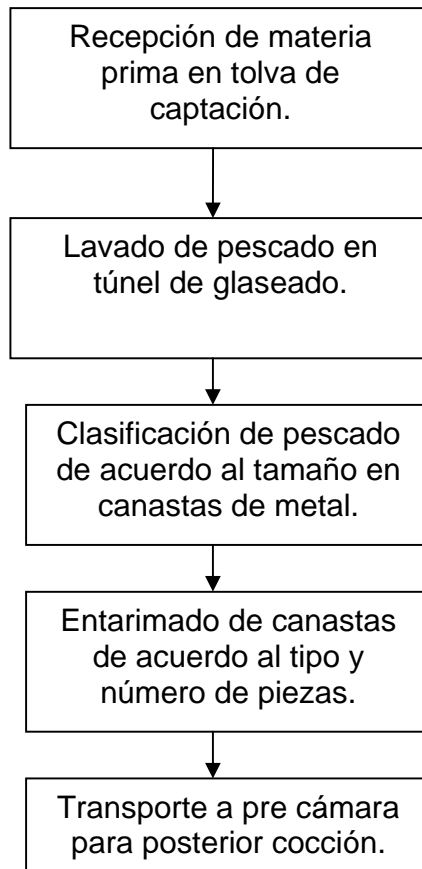 Recepción de materia
prima en tolva de
captación.
Lavado de pescado en
túnel de glaseado.
Clasificación de pescado
de acuerdo al tamaño en
canastas de metal.
Entarimado de canastas
de acuerdo al tipo y
número de piezas.
Transporte a pre cámara
para posterior cocción.